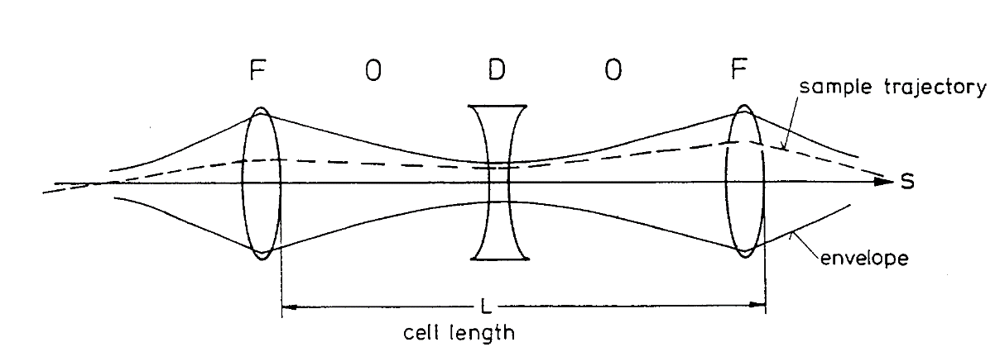 F O D O F
sample trajectory
S
envelope
L
cell length